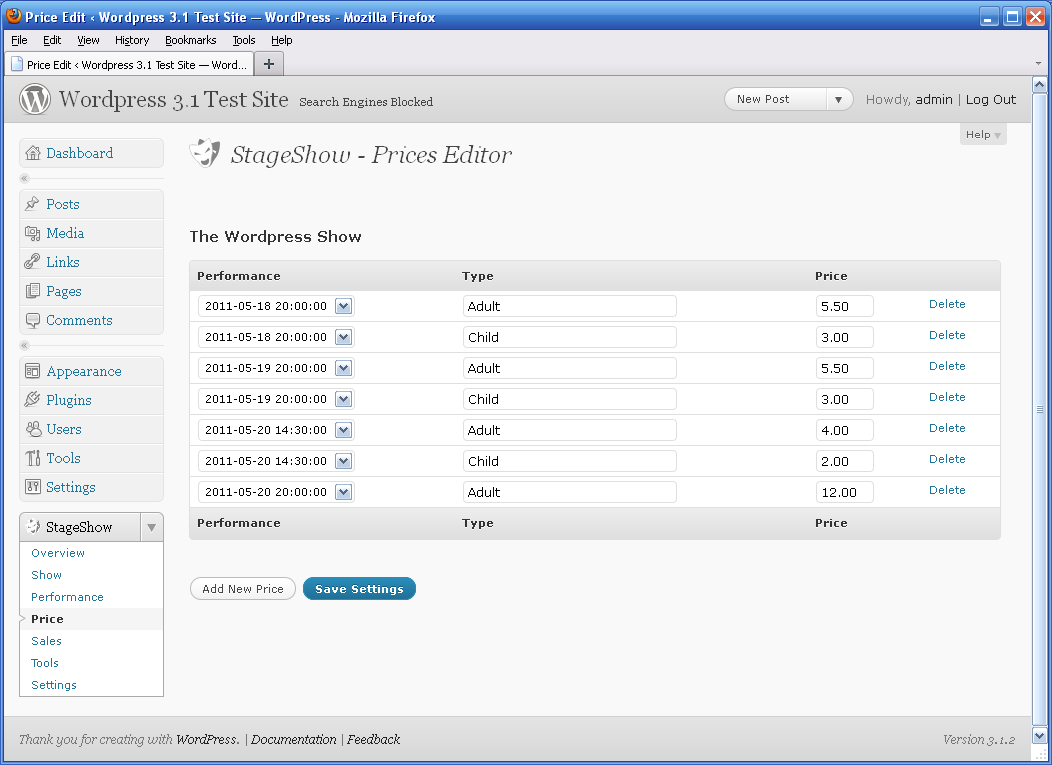 Price Edit ‹ Wordpress 3.1 Test Site — WordPress - Mozilla Firefox
File Edit View History Bookmarks Tools Help
Price Edit ‹ Wordpress 3.1 Test Site — Word... +
Wordpress 3.1 Test Site Search Engines Blocked New Post Howdy, admin | Log Out
Help
StageShow - Prices Editor
Dashboard
Posts
Media
Links
Pages
Comments
Appearance
Plugins
Users
Tools
Settings
StageShow
Overview
Show
Performance
Price
Sales
Tools
Settings
The Wordpress Show
Performance Type Price
2011-05-18 20:00:00 Adult 5.50 Delete
2011-05-18 20:00:00 Child 3.00 Delete
2011-05-19 20:00:00 Adult 5.50 Delete
2011-05-19 20:00:00 Child 3.00 Delete
2011-05-20 14:30:00 Adult 4.00 Delete
2011-05-20 14:30:00 Child 2.00 Delete
2011-05-20 20:00:00 Adult 12.00 Delete
Performance Type Price
Add New Price Save Settings
Thank you for creating with WordPress. | Documentation | Feedback Version 3.1.2